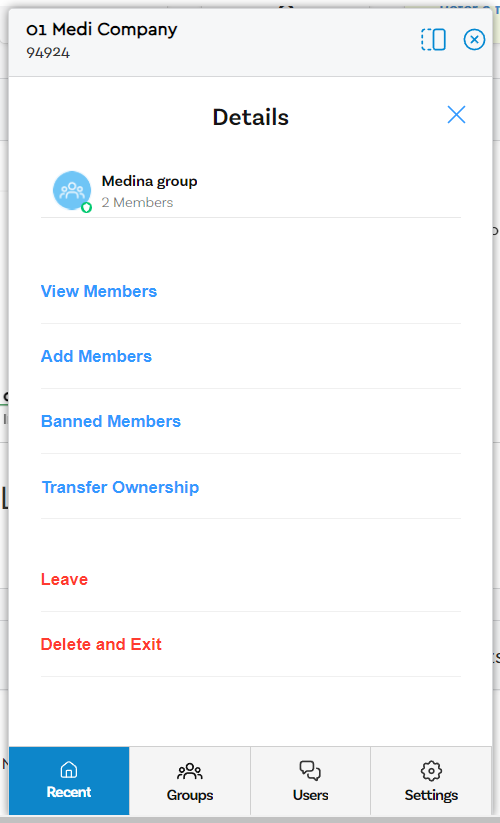 01 Medi Company
94924
Details
Medina group
2 Members
View Members
Add Members
Banned Members
Transfer Ownership
Leave
Delete and Exit
Recent
Groups
Users
Settings